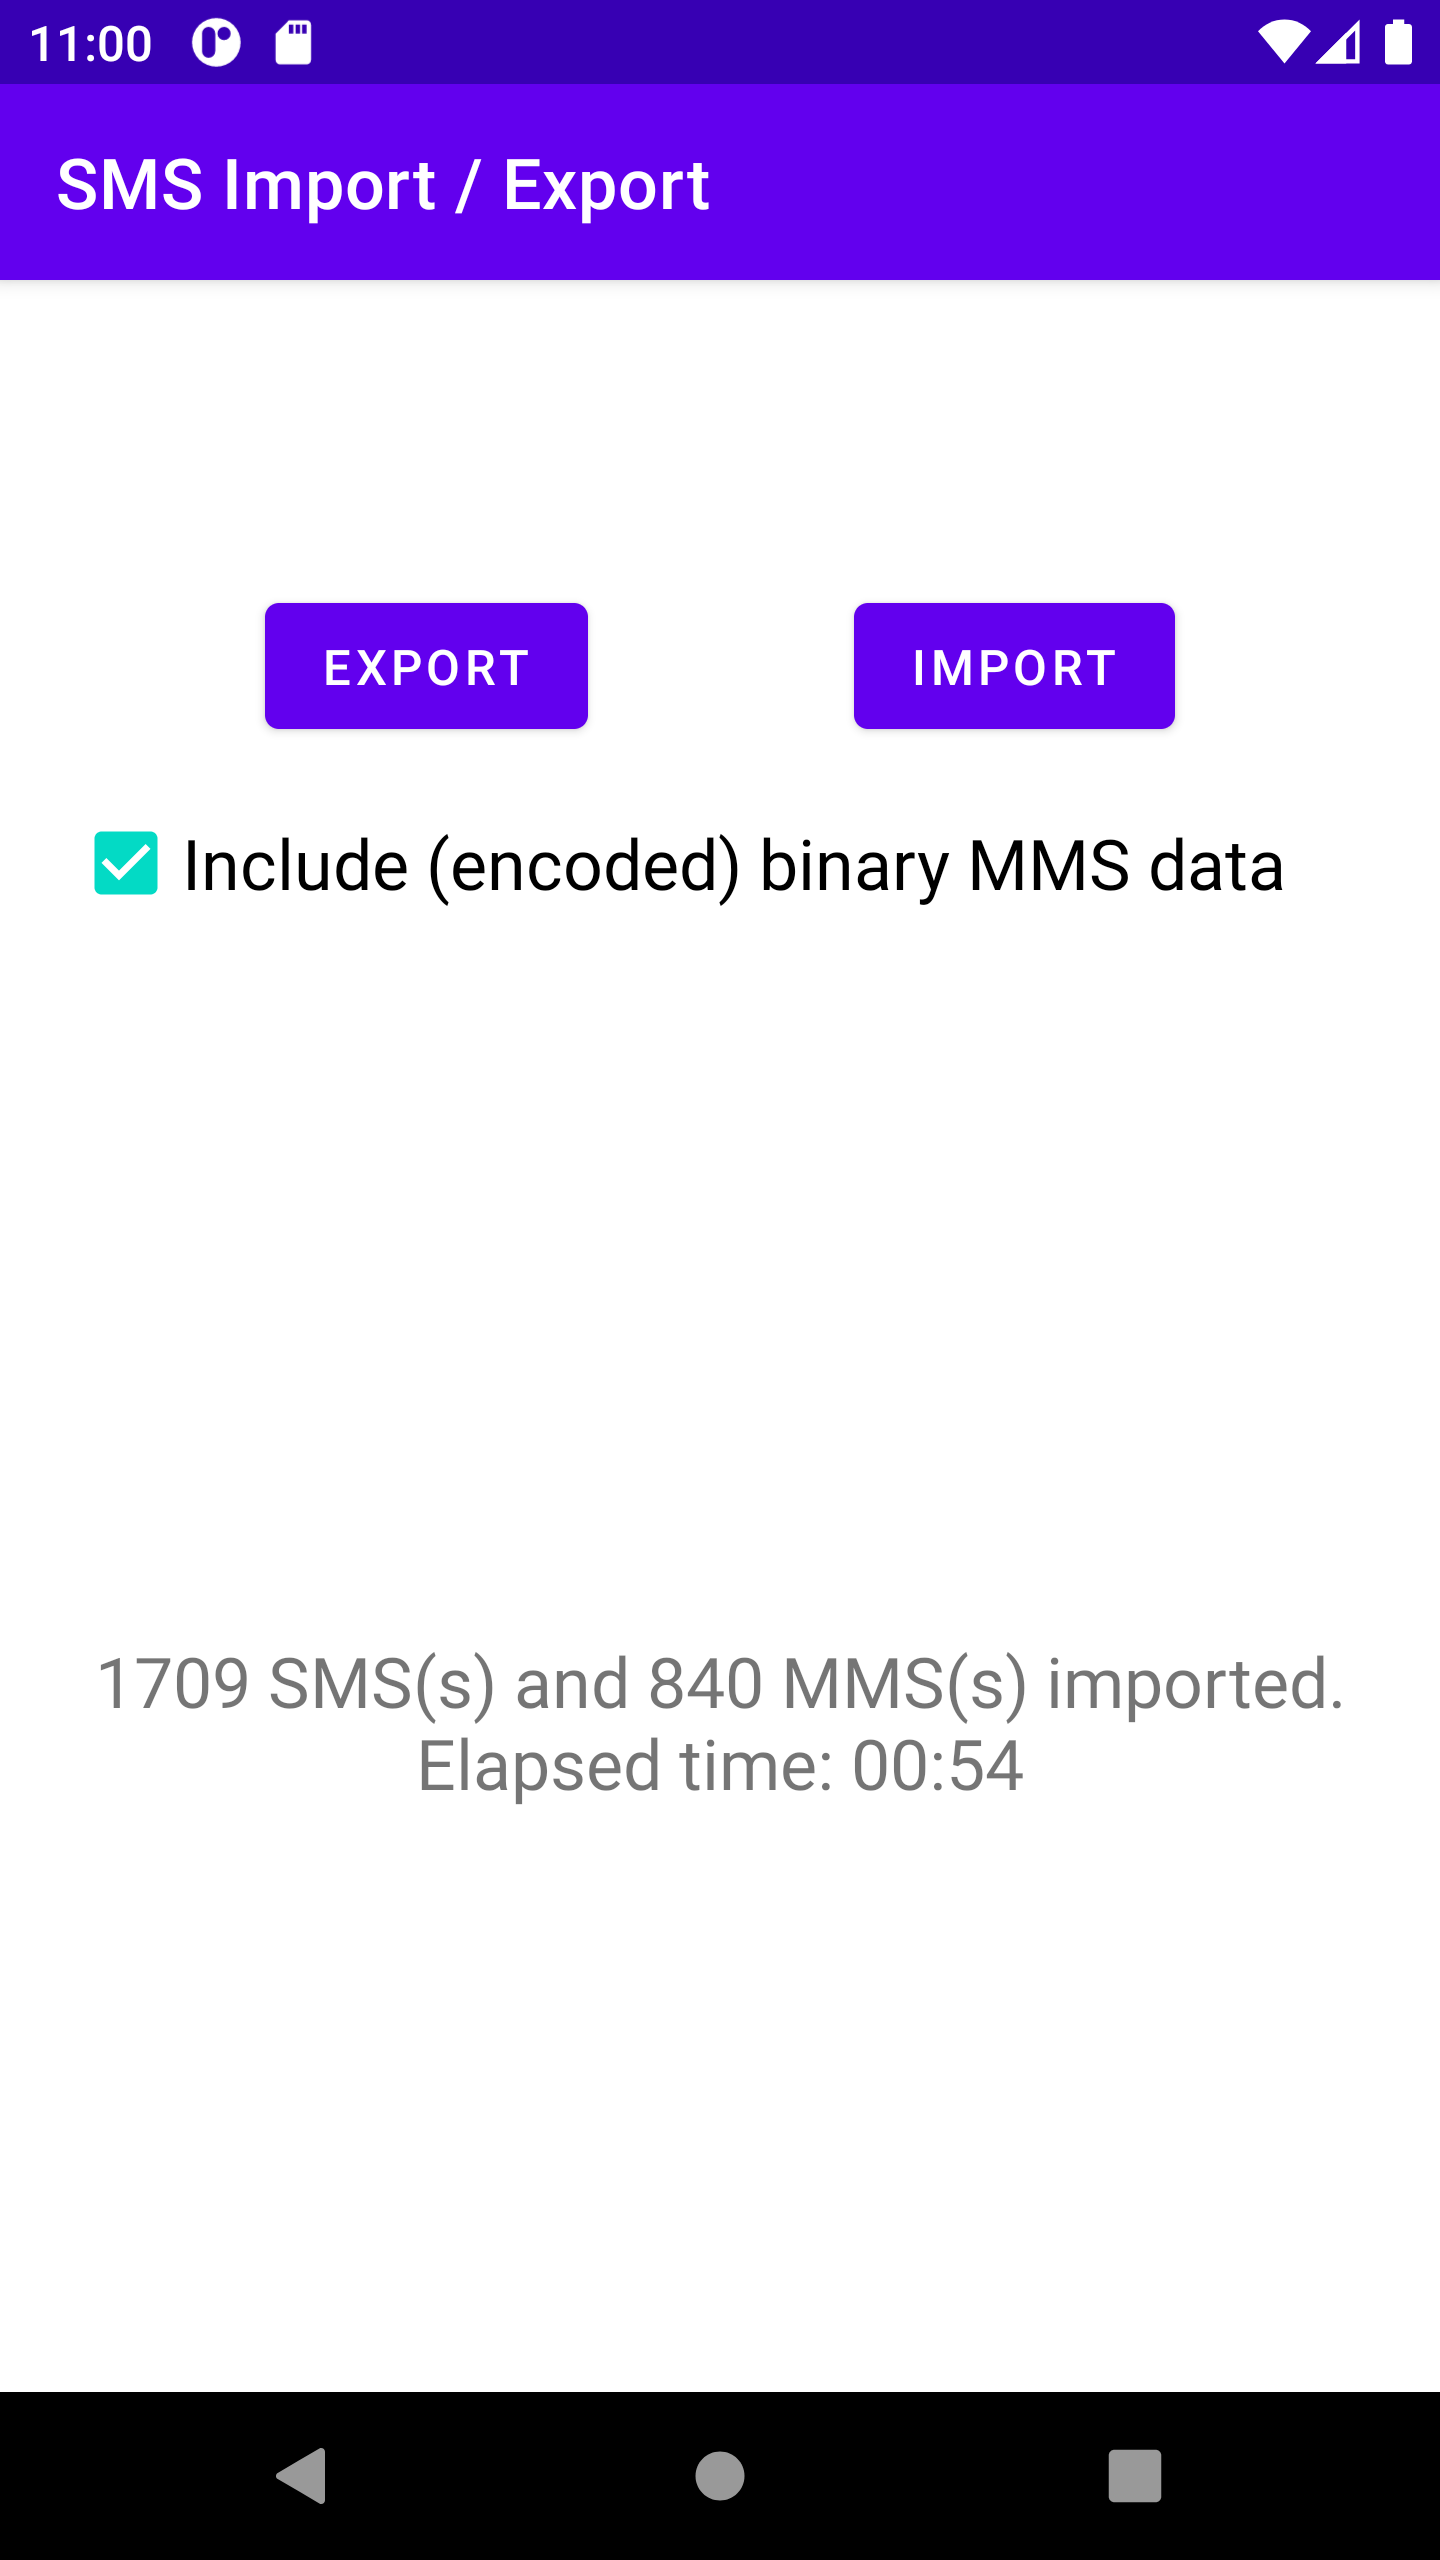 11:00
SMS Import / Export
EXPORT
IMPORT
Include (encoded) binary MMS data
1709 SMS(s) and 840 MMS(s) imported.
Elapsed time: 00:54